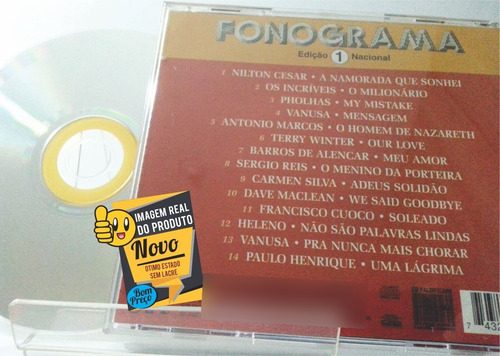 FONOGRAMA
Edição 1 Nacional
1 NILTON CESAR • A NAMORADA QUE SONHEI
2 OS INCRÍVEIS • O MILIONÁRIO
3 PHOLHAS • MY MISTAKE
4 VANUSA • MENSAGEM
5 ANTONIO MARCOS • O HOMEM DE NAZARETH
6 TERRY WINTER • OUR LOVE
7 BARROS DE ALENCAR • MEU AMOR
8 SERGIO REIS • O MENINO DA PORTEIRA
9 CARMEN SILVA • ADEUS SOLIDÃO
10 DAVE MACLEAN • WE SAID GOODBYE
11 FRANCISCO CUOCO • SOLEADO
12 HELENO • NÃO SÃO PALAVRAS LINDAS
13 VANUSA • PRA NUNCA MAIS CHORAR
14 PAULO HENRIQUE • UMA LÁGRIMA
IMAGEM REAL
DO PRODUTO
Novo
OTIMO ESTADO
SEM LACRE
Bom
Preço
7 432